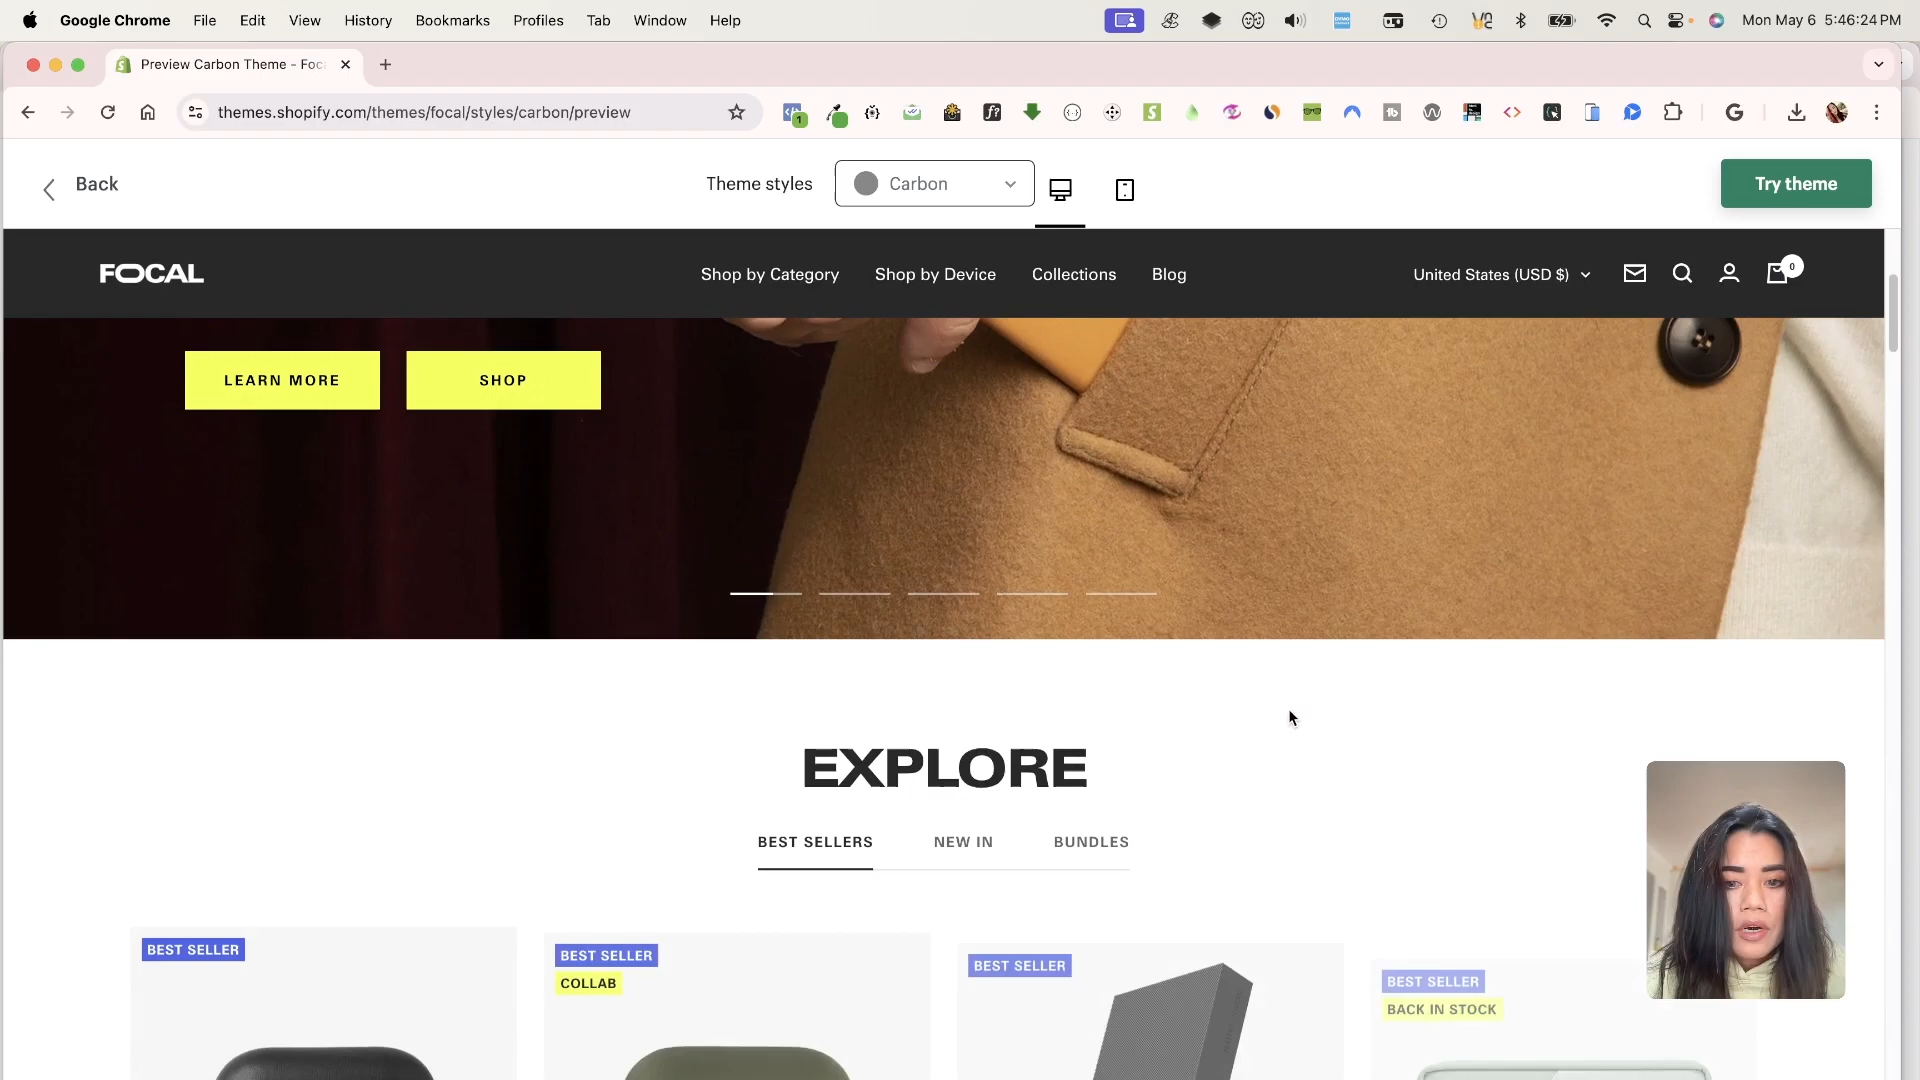 Google Chrome File Edit View History Bookmarks Profiles Tab Window Help Mon May 6 5:46:24 PM
Preview Carbon Theme - Foc
themes.shopify.com/themes/focal/styles/carbon/preview
Back
Theme styles
Carbon
Try theme
FOCAL
Shop by Category Shop by Device Collections Blog
United States (USD $)
0
LEARN MORE
SHOP
EXPLORE
BEST SELLERS NEW IN BUNDLES
BEST SELLER
BEST SELLER
COLLAB
BEST SELLER
BEST SELLER
BACK IN STOCK